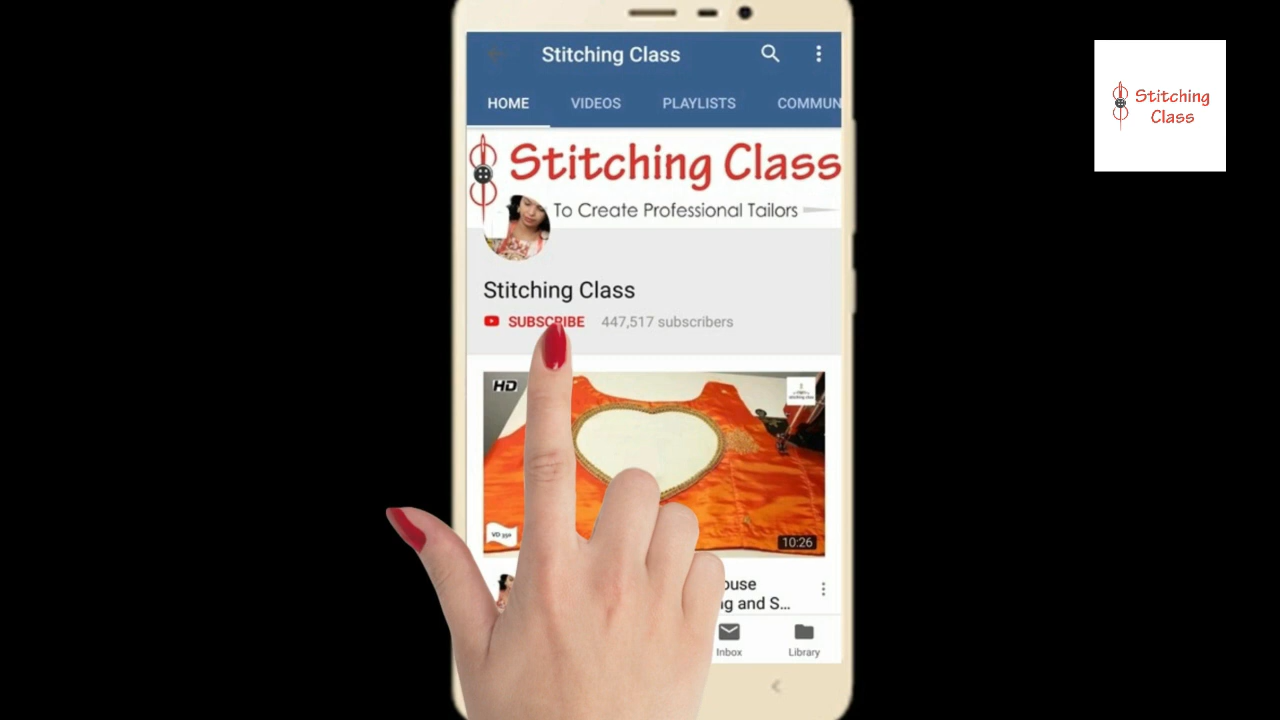 Stitching Class
HOME VIDEOS PLAYLISTS COMMUN
Stitching Class
To Create Professional Tailors
Stitching Class
SUBSCRIBE 447,517 subscribers
HD
10:26
ouse
ng and S...
Inbox Library
Stitching
Class